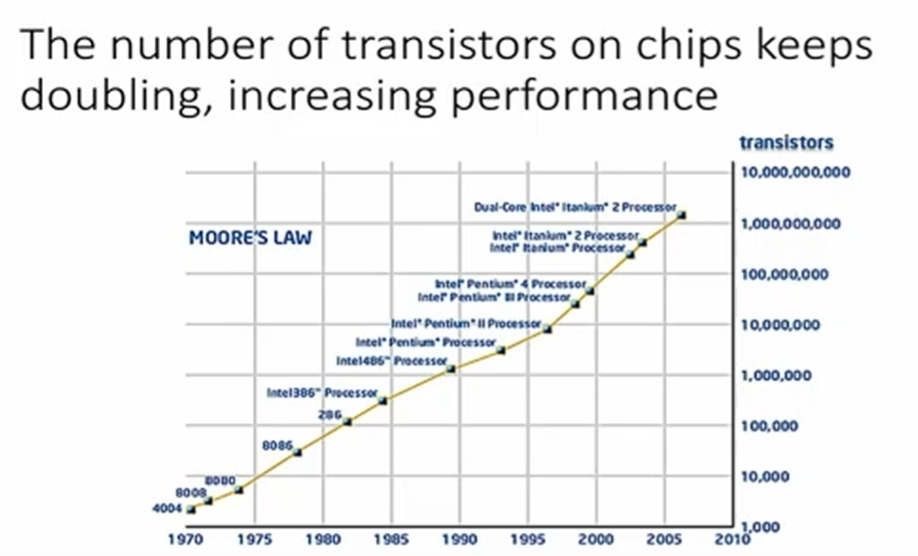 The number of transistors on chips keeps
doubling, increasing performance
transistors
10,000,000,000
Dual-Core Intel® Itanium® 2 Processor
1,000,000,000
MOORE'S LAW
Intel® Itanium® 2 Processor
Intel® Itanium® Processor
100,000,000
Intel® Pentium® 4 Processor
Intel® Pentium® III Processor
Intel® Pentium® II Processor
10,000,000
Intel® Pentium® Processor
Intel486™ Processor
1,000,000
Intel386™ Processor
286
100,000
8086
8080
10,000
8008
4004
1,000
1970 1975 1980 1985 1990 1995 2000 2005 2010